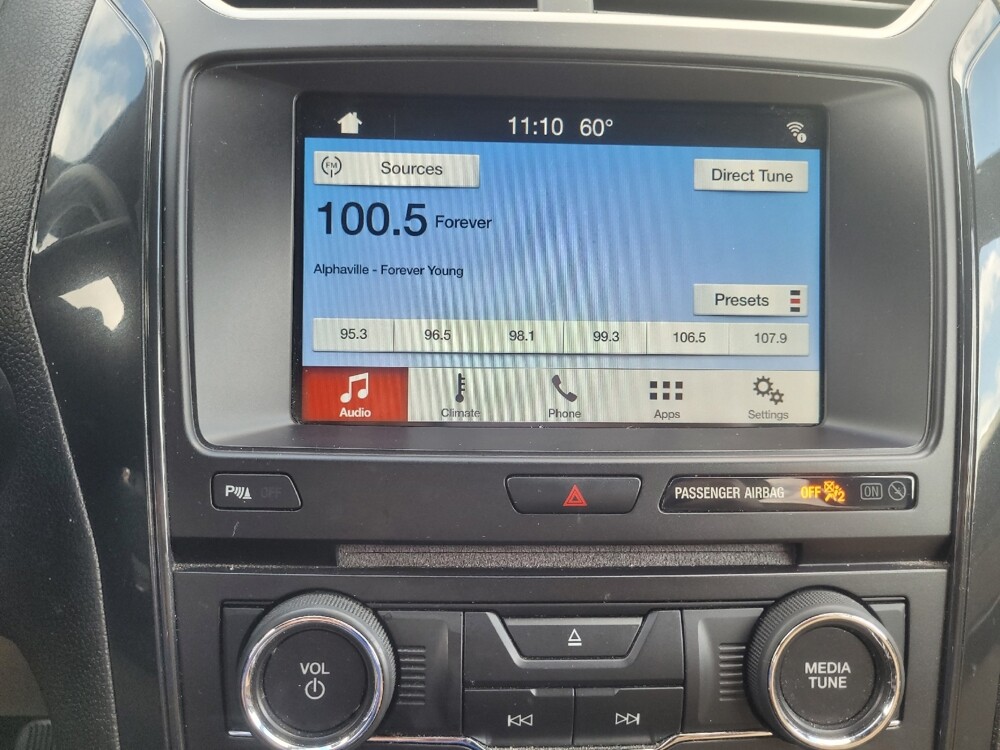 11:10 60°
FM Sources
Direct Tune
100.5 Forever
Alphaville - Forever Young
Presets
95.3 96.5 98.1 99.3 106.5 107.9
Audio Climate Phone Apps Settings
P OFF
PASSENGER AIRBAG OFF 2 ON
VOL
MEDIA
TUNE